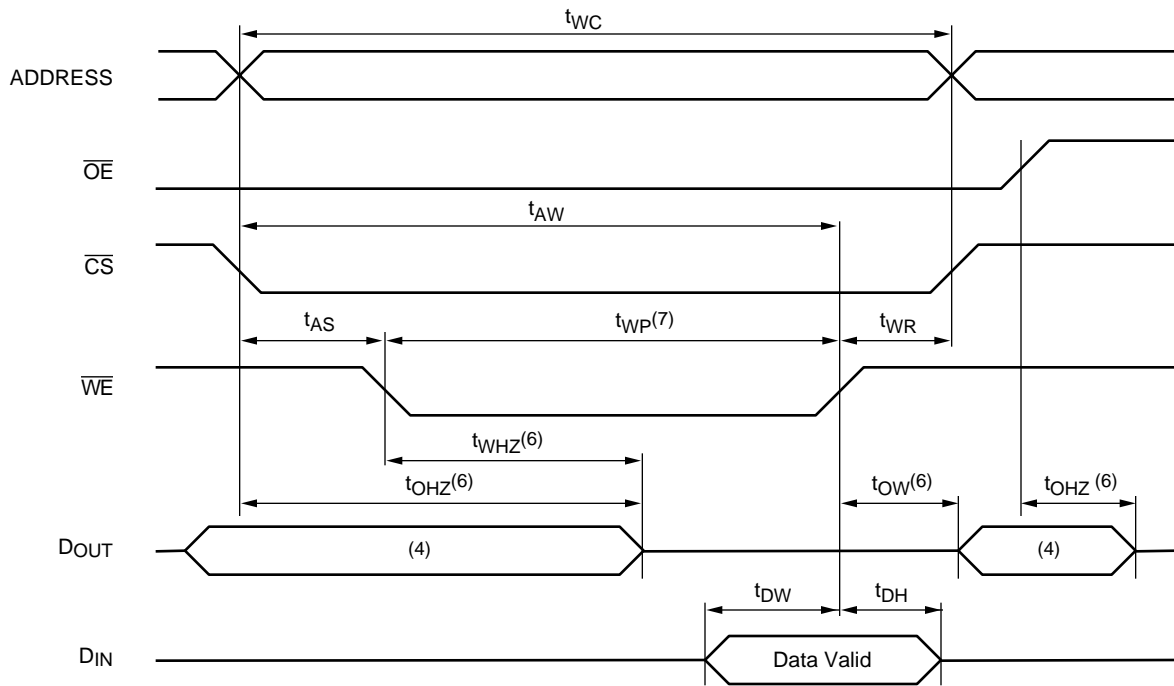 tWC
ADDRESS
OE
tAW
CS
tAS
tWP(7)
tWR
WE
tWHZ(6)
tOHZ(6)
tOW(6)
tOHZ (6)
DOUT
(4)
(4)
tDW
tDH
DIN
Data Valid